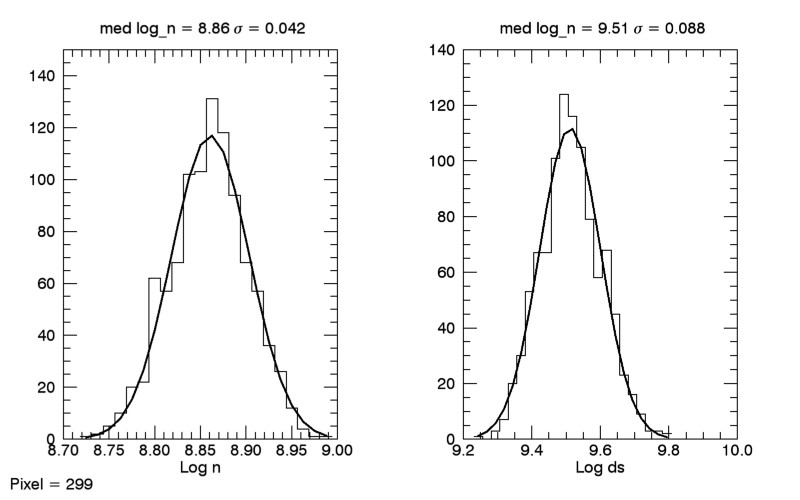 med log_n = 8.86 σ = 0.042
med log_n = 9.51 σ = 0.088
140
120
100
80
60
40
20
0
8.70 8.75 8.80 8.85 8.90 8.95 9.00
Log n
140
120
100
80
60
40
20
0
9.2 9.4 9.6 9.8 10.0
Log ds
Pixel = 299